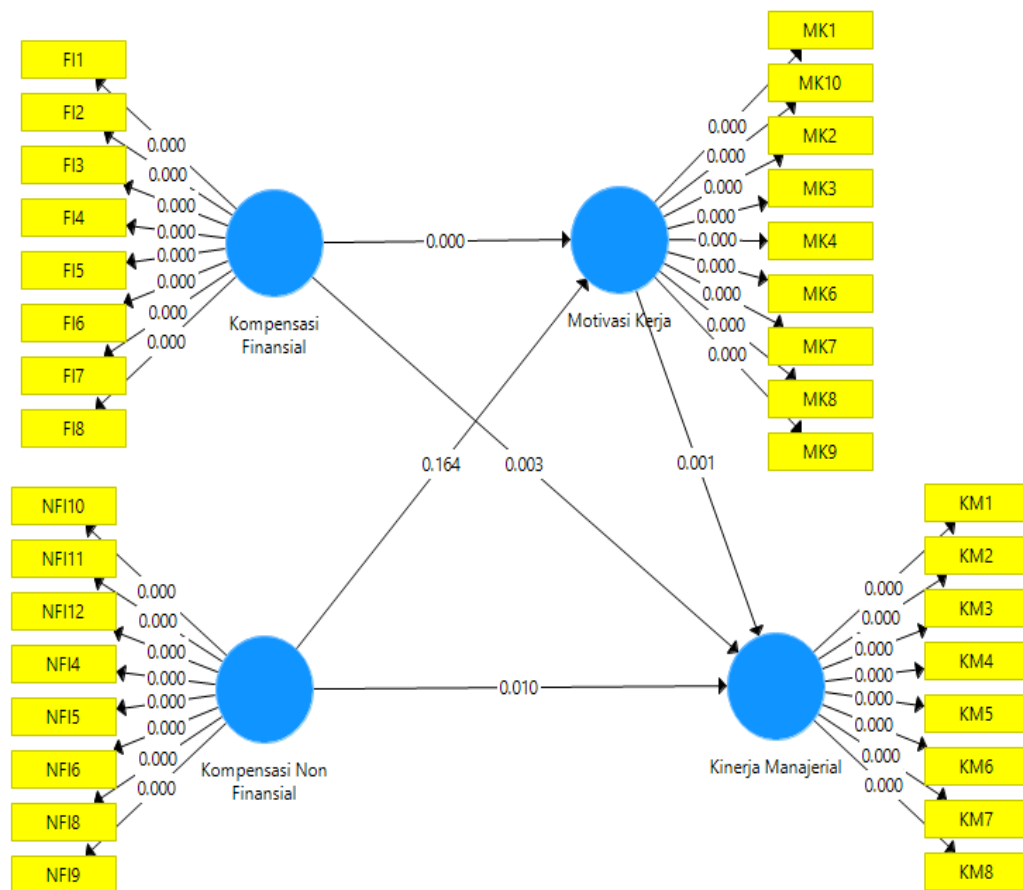 FI1
FI2
FI3
FI4
FI5
FI6
FI7
FI8
0.000
0.000
0.000
0.000
0.000
0.000
0.000
0.000
Kompensasi
Finansial
0.000
MK1
MK10
MK2
MK3
MK4
MK6
MK7
MK8
MK9
0.000
0.000
0.000
0.000
0.000
0.000
0.000
0.000
0.000
Motivasi Kerja
0.164
0.003
0.001
NFI10
NFI11
NFI12
NFI4
NFI5
NFI6
NFI8
NFI9
0.000
0.000
0.000
0.000
0.000
0.000
0.000
0.000
Kompensasi Non
Finansial
0.010
KM1
KM2
KM3
KM4
KM5
KM6
KM7
KM8
0.000
0.000
0.000
0.000
0.000
0.000
0.000
0.000
Kinerja Manajerial